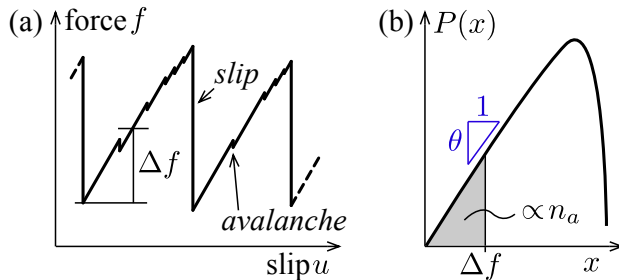 (a)
force f
slip
Δf
avalanche
slip u
(b)
P(x)
1
θ
∝ n_a
Δf
x